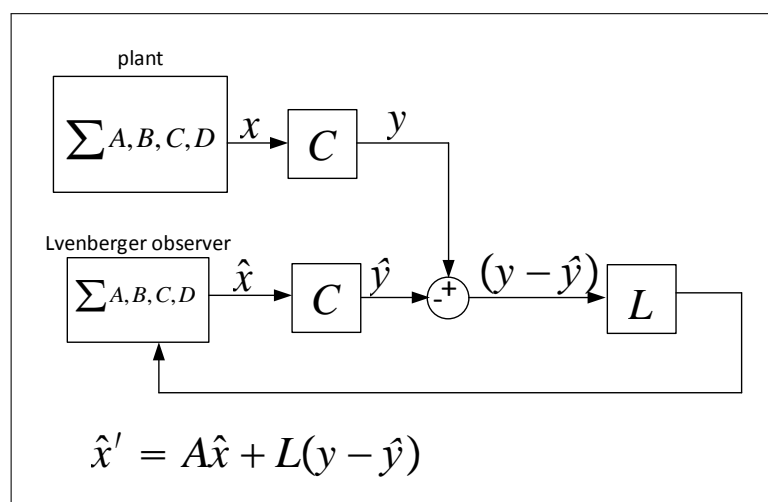 plant
∑ A, B, C, D
x
C
y
Lvenberger observer
∑ A, B, C, D
x̂
C
ŷ
- +
(y − ŷ)
L
x̂′ = Ax̂ + L(y − ŷ)